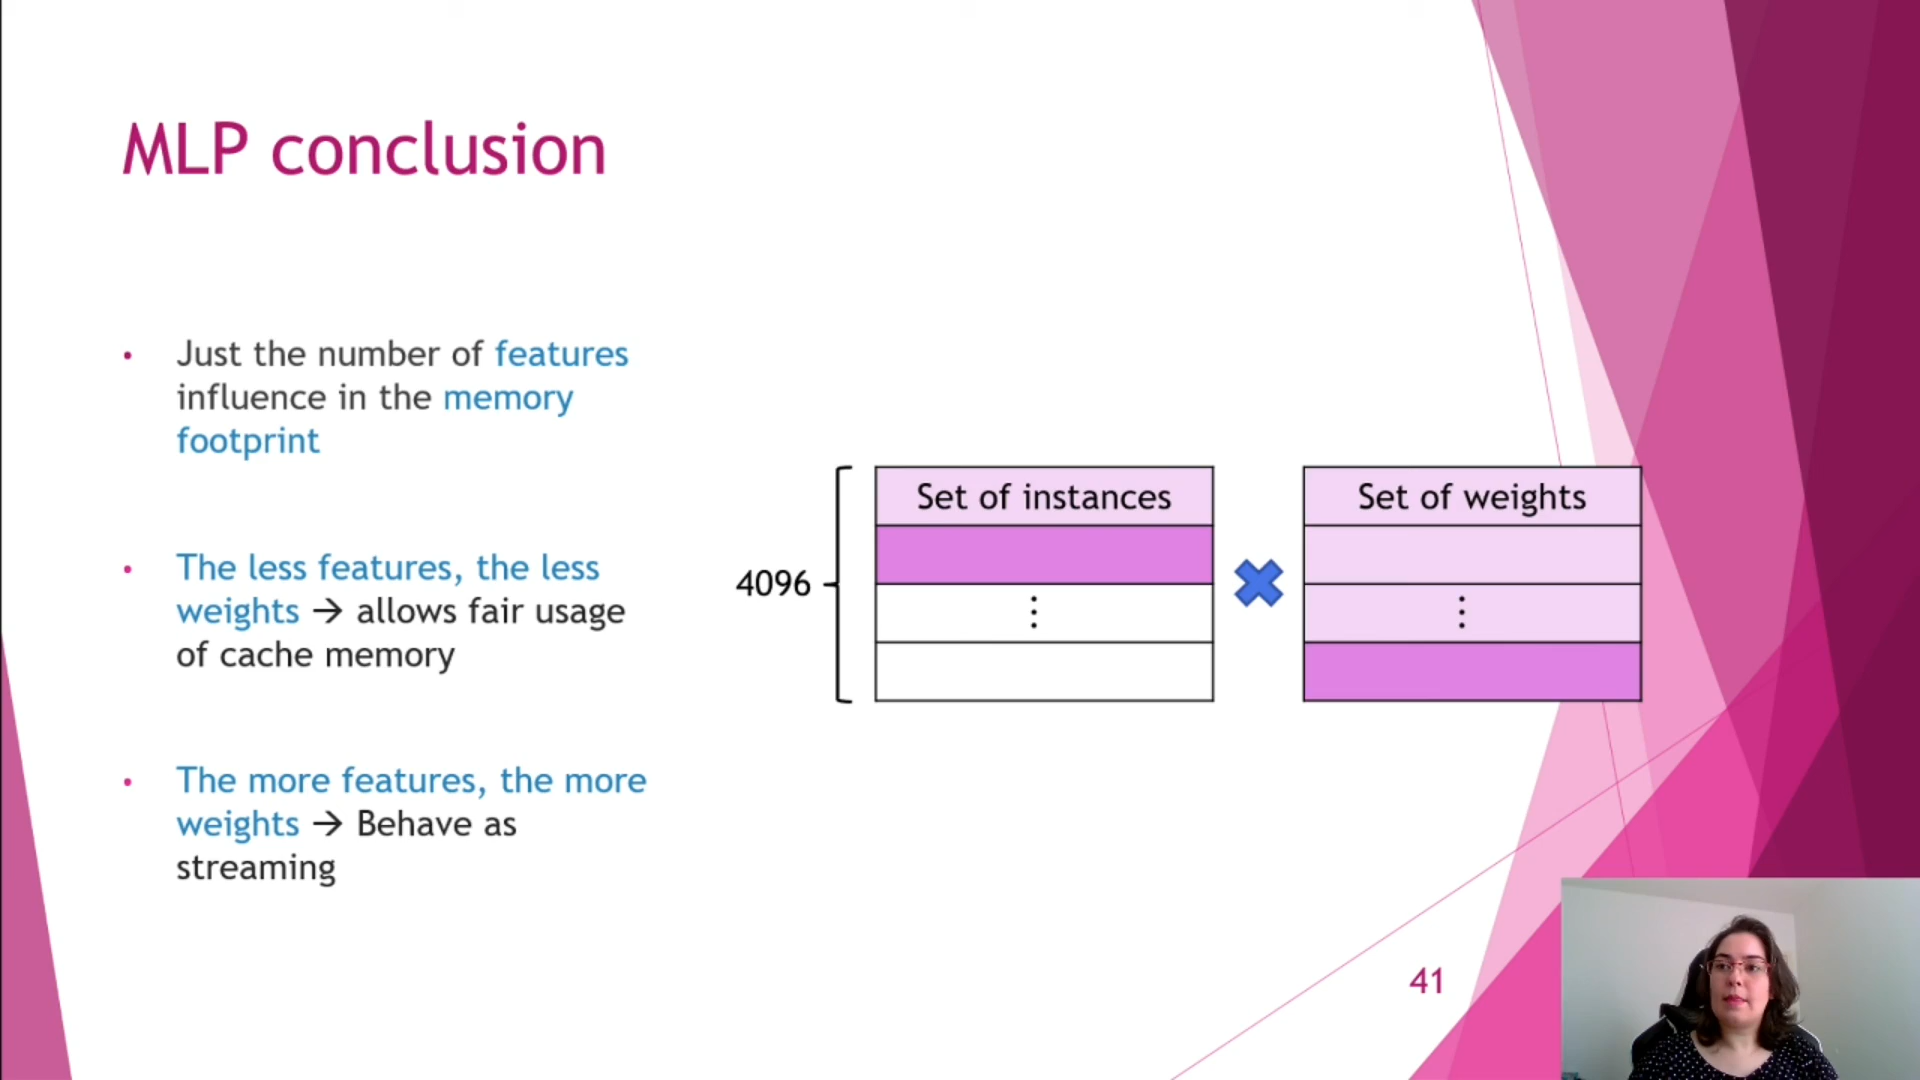 MLP conclusion
• Just the number of features
influence in the memory
footprint
• The less features, the less
weights → allows fair usage
of cache memory
• The more features, the more
weights → Behave as
streaming
4096
Set of instances
⋮
Set of weights
⋮
41